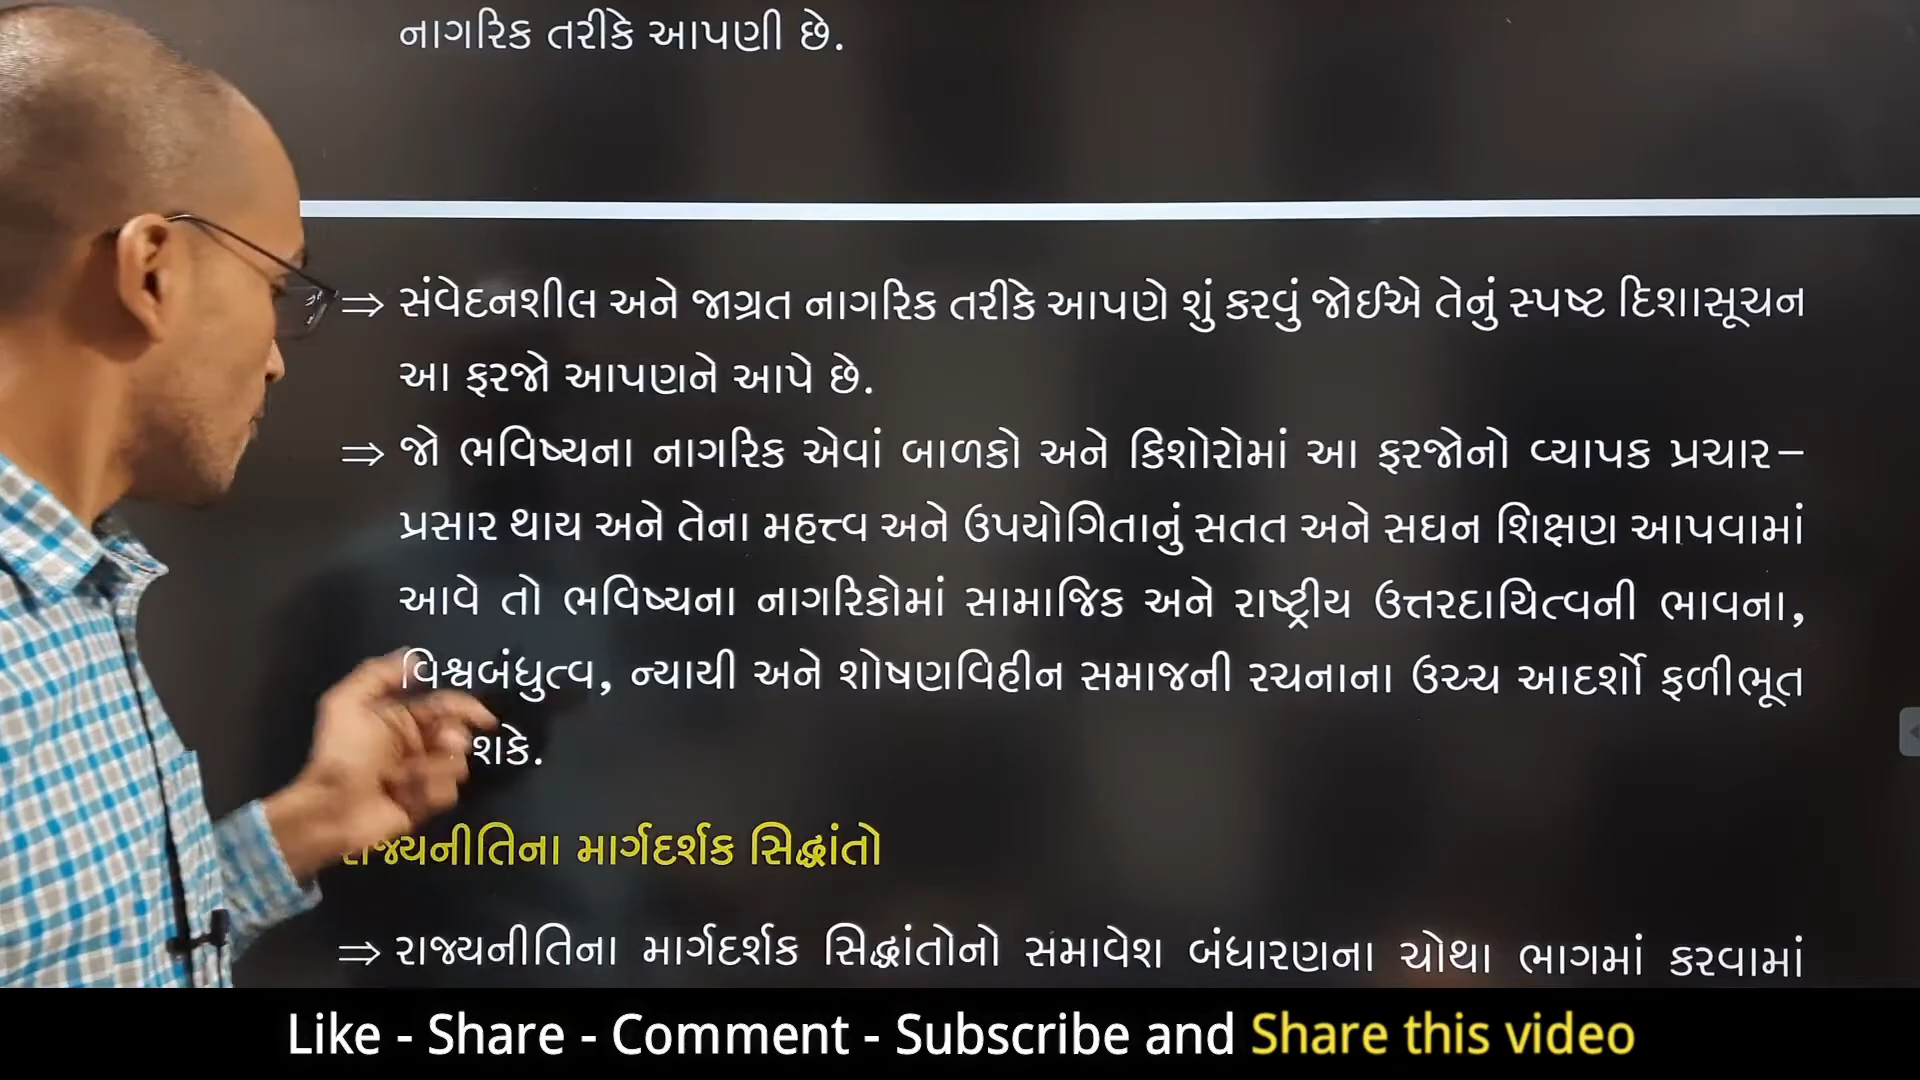 નાગરિક તરીકે આપણી છે.
⇒ સંવેદનશીલ અને જાગ્રત નાગરિક તરીકે આપણે શું કરવું જોઈએ તેનું સ્પષ્ટ દિશાસૂચન
આ ફરજો આપણને આપે છે.
⇒ જો ભવિષ્યના નાગરિક એવાં બાળકો અને કિશોરોમાં આ ફરજોનો વ્યાપક પ્રચાર–
પ્રસાર થાય અને તેના મહત્ત્વ અને ઉપયોગિતાનું સતત અને સઘન શિક્ષણ આપવામાં
આવે તો ભવિષ્યના નાગરિકોમાં સામાજિક અને રાષ્ટ્રીય ઉત્તરદાયિત્વની ભાવના,
વિશ્વબંધુત્વ, ન્યાયી અને શોષણવિહીન સમાજની રચનાના ઉચ્ચ આદર્શો ફળીભૂત
શકે.
રાજ્યનીતિના માર્ગદર્શક સિદ્ધાંતો
⇒ રાજ્યનીતિના માર્ગદર્શક સિદ્ધાંતોનો સમાવેશ બંધારણના ચોથા ભાગમાં કરવામાં
Like - Share - Comment - Subscribe and Share this video